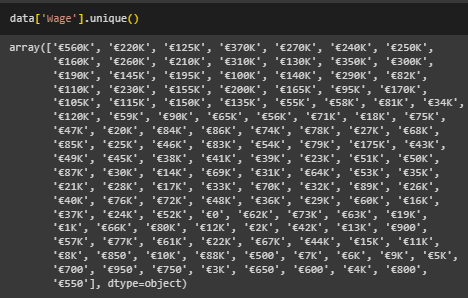 data['Wage'].unique()
array(['€560K', '€220K', '€125K', '€370K', '€270K', '€240K', '€250K',
'€160K', '€260K', '€210K', '€310K', '€130K', '€350K', '€300K',
'€190K', '€145K', '€195K', '€100K', '€140K', '€290K', '€82K',
'€110K', '€230K', '€155K', '€200K', '€165K', '€95K', '€170K',
'€105K', '€115K', '€150K', '€135K', '€55K', '€58K', '€81K', '€34K',
'€120K', '€59K', '€90K', '€65K', '€56K', '€71K', '€18K', '€75K',
'€47K', '€20K', '€84K', '€86K', '€74K', '€78K', '€27K', '€68K',
'€85K', '€25K', '€46K', '€83K', '€54K', '€79K', '€175K', '€43K',
'€49K', '€45K', '€38K', '€41K', '€39K', '€23K', '€51K', '€50K',
'€87K', '€30K', '€14K', '€69K', '€31K', '€64K', '€53K', '€35K',
'€21K', '€28K', '€17K', '€33K', '€70K', '€32K', '€89K', '€26K',
'€40K', '€76K', '€72K', '€48K', '€36K', '€29K', '€60K', '€16K',
'€37K', '€24K', '€52K', '€0', '€62K', '€73K', '€63K', '€19K',
'€1K', '€66K', '€80K', '€12K', '€2K', '€42K', '€13K', '€900',
'€57K', '€77K', '€61K', '€22K', '€67K', '€44K', '€15K', '€11K',
'€8K', '€850', '€10K', '€88K', '€500', '€7K', '€6K', '€9K', '€5K',
'€700', '€950', '€750', '€3K', '€650', '€600', '€4K', '€800',
'€550'], dtype=object)